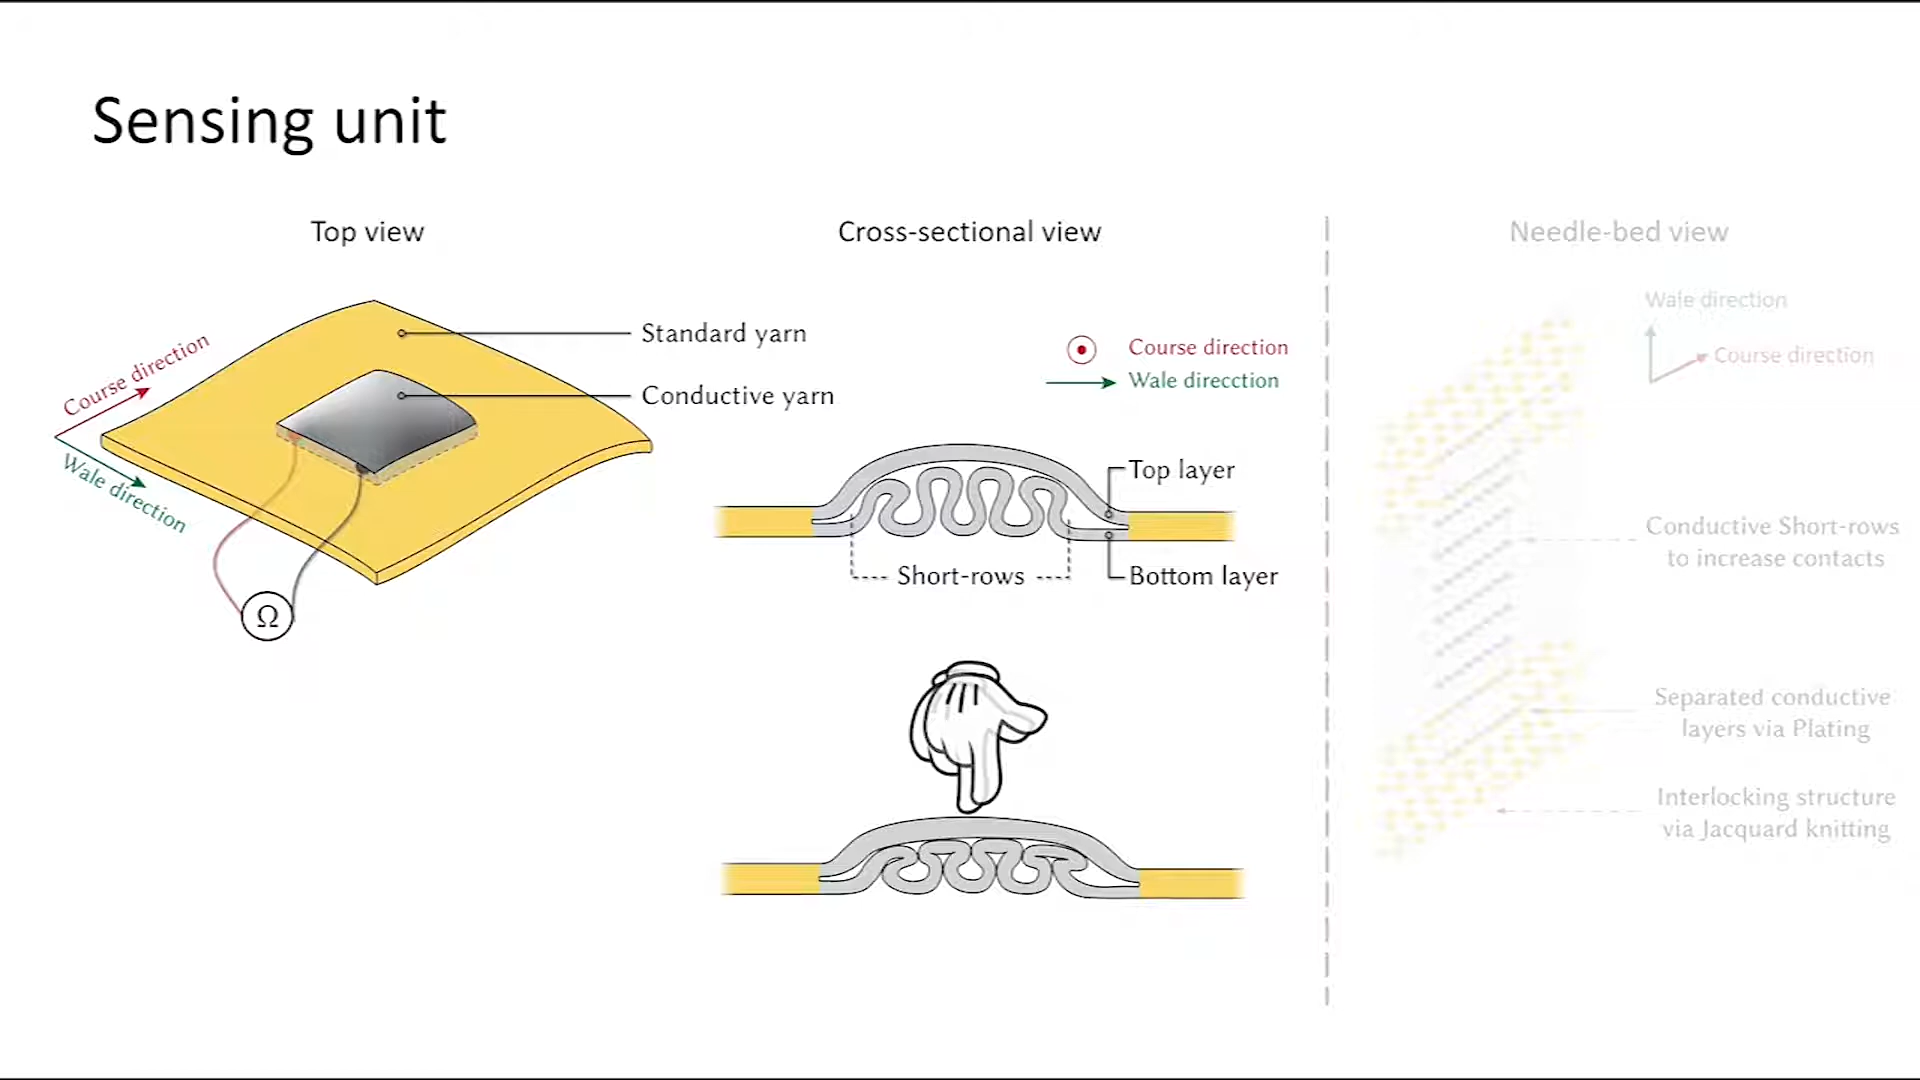 Sensing unit
Top view
Course direction
Wale direction
Standard yarn
Conductive yarn
Ω
Cross-sectional view
Course direction
Wale direcction
Top layer
Short-rows
Bottom layer
Needle-bed view
Wale direction
Course direction
Conductive Short-rows
to increase contacts
Separated conductive
layers via Plating
Interlocking structure
via Jacquard knitting